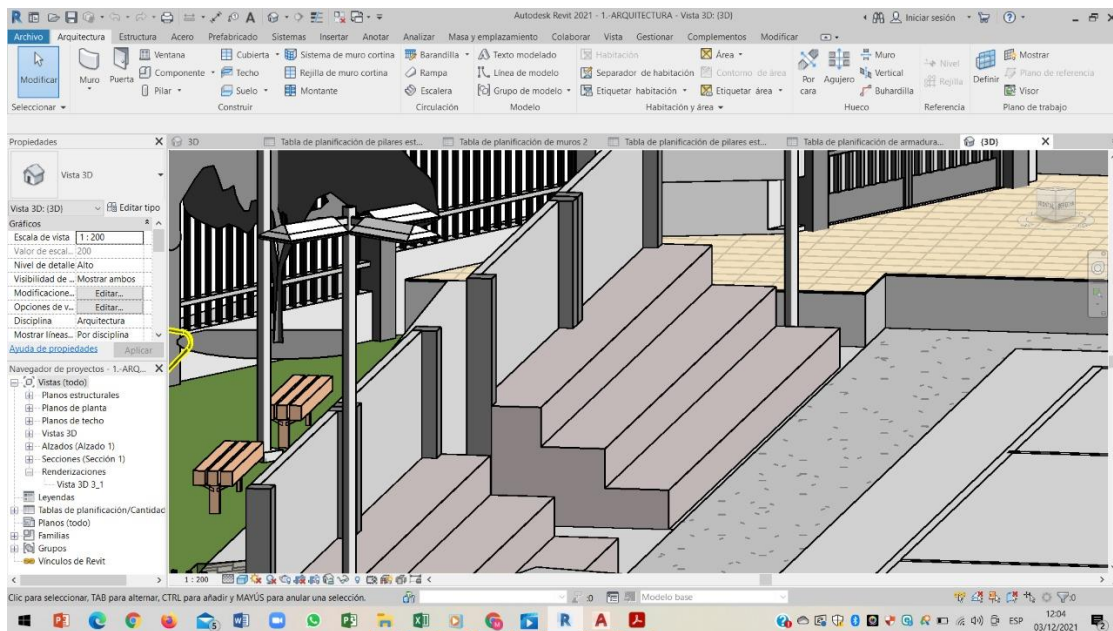 Autodesk Revit 2021 - 1.-ARQUITECTURA - Vista 3D: {3D}
Iniciar sesión
Archivo Arquitectura Estructura Acero Prefabricado Sistemas Insertar Anotar Analizar Masa y emplazamiento Colaborar Vista Gestionar Complementos Modificar
Modificar
Muro
Puerta
Ventana
Componente
Pilar
Cubierta
Techo
Suelo
Sistema de muro cortina
Rejilla de muro cortina
Montante
Barandilla
Rampa
Escalera
Texto modelado
Línea de modelo
Grupo de modelo
Habitación
Separador de habitación
Etiquetar habitación
Área
Contorno de área
Etiquetar área
Por cara
Agujero
Muro
Vertical
Buhardilla
Nivel
Rejilla
Definir
Mostrar
Plano de referencia
Visor
Seleccionar Construir Circulación Modelo Habitación y área Hueco Referencia Plano de trabajo
Propiedades
3D Tabla de planificación de pilares est... Tabla de planificación de muros 2 Tabla de planificación de pilares est... Tabla de planificación de armadura... {3D}
Vista 3D
Vista 3D: {3D} Editar tipo
Gráficos
Escala de vista 1 : 200
Valor de escal... 200
Nivel de detalle Alto
Visibilidad de ... Mostrar ambos
Modificacione... Editar...
Opciones de v... Editar...
Disciplina Arquitectura
Mostrar líneas... Por disciplina
Ayuda de propiedades Aplicar
Navegador de proyectos - 1.-ARQ...
Vistas (todo)
Planos estructurales
Planos de planta
Planos de techo
Vistas 3D
Alzados (Alzado 1)
Secciones (Sección 1)
Renderizaciones
Vista 3D 3_1
Leyendas
Tablas de planificación/Cantidad
Planos (todo)
Familias
Grupos
Vínculos de Revit
1 : 200
Clic para seleccionar, TAB para alternar, CTRL para añadir y MAYÚS para anular una selección.
:0
Modelo base
:0
ESP
12:04
03/12/2021